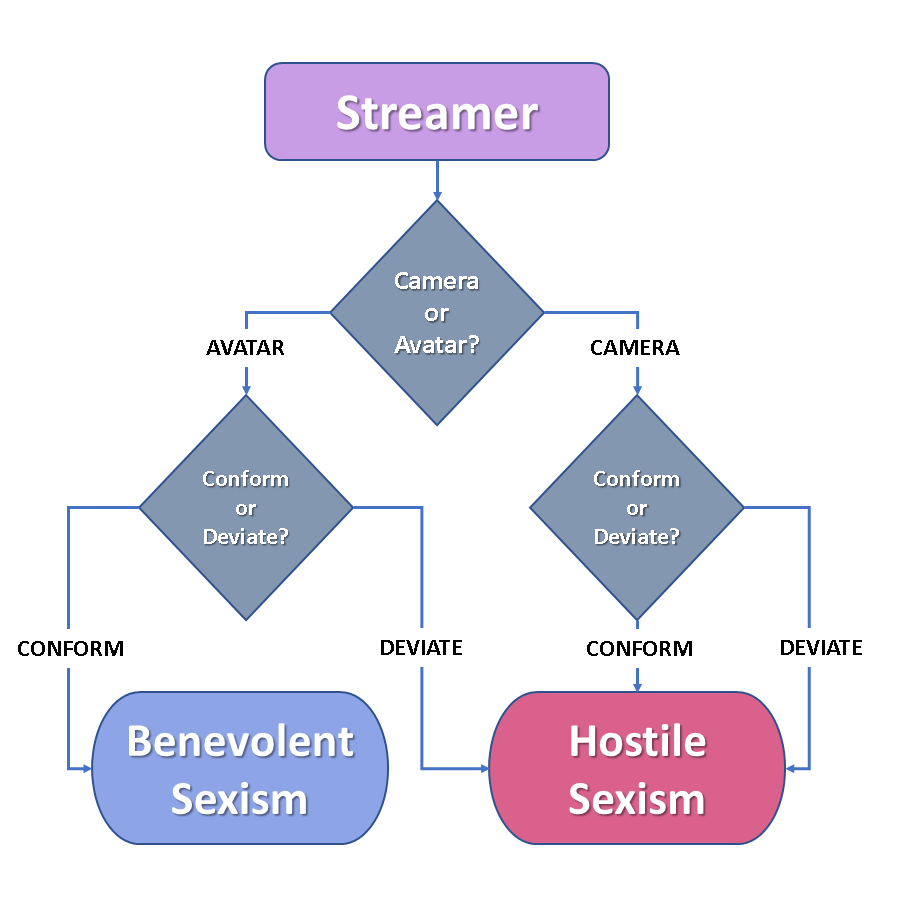 Streamer
Camera
or
Avatar?
AVATAR
CAMERA
Conform
or
Deviate?
Conform
or
Deviate?
CONFORM
DEVIATE
CONFORM
DEVIATE
Benevolent
Sexism
Hostile
Sexism